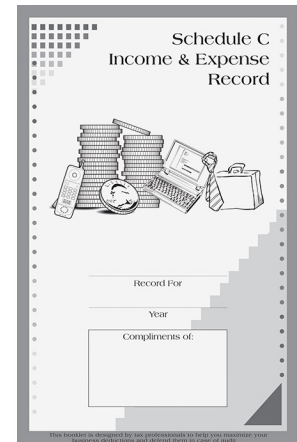 Schedule C
Income & Expense
Record
Record For
Year
Compliments of:
This booklet is designed by tax professionals to help you maximize your
business deductions and defend them in case of audit.